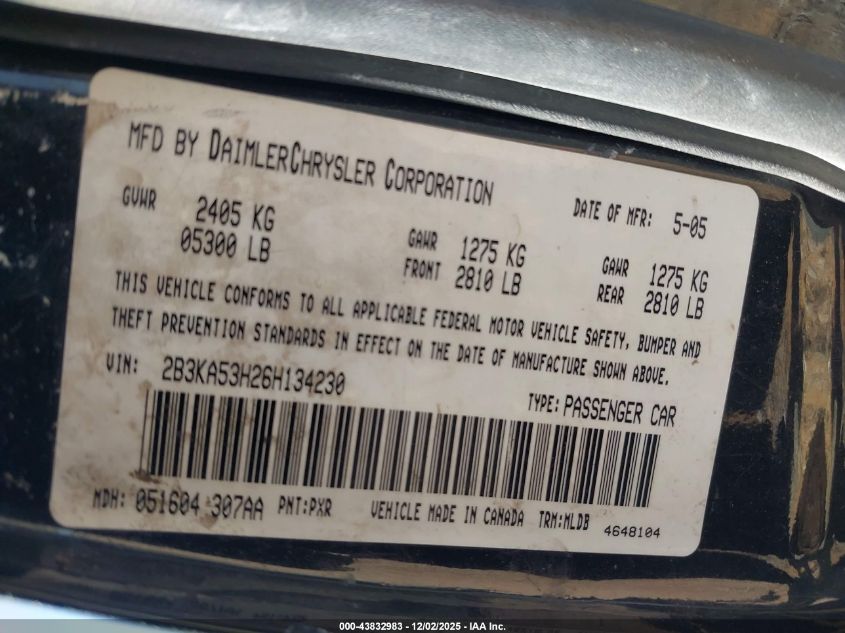 MFD BY DAIMLERCHRYSLER CORPORATION
DATE OF MFR: 5-05
GVWR 2405 KG
05300 LB
GAWR 1275 KG
FRONT 2810 LB
GAWR 1275 KG
REAR 2810 LB
THIS VEHICLE CONFORMS TO ALL APPLICABLE FEDERAL MOTOR VEHICLE SAFETY, BUMPER AND
THEFT PREVENTION STANDARDS IN EFFECT ON THE DATE OF MANUFACTURE SHOWN ABOVE.
VIN: 2B3KA53H26H134230
TYPE: PASSENGER CAR
MDH: 051604 307AA PNT:PXR VEHICLE MADE IN CANADA TRM:MLDB 4648104
000-43832983 - 12/02/2025 - IAA Inc.